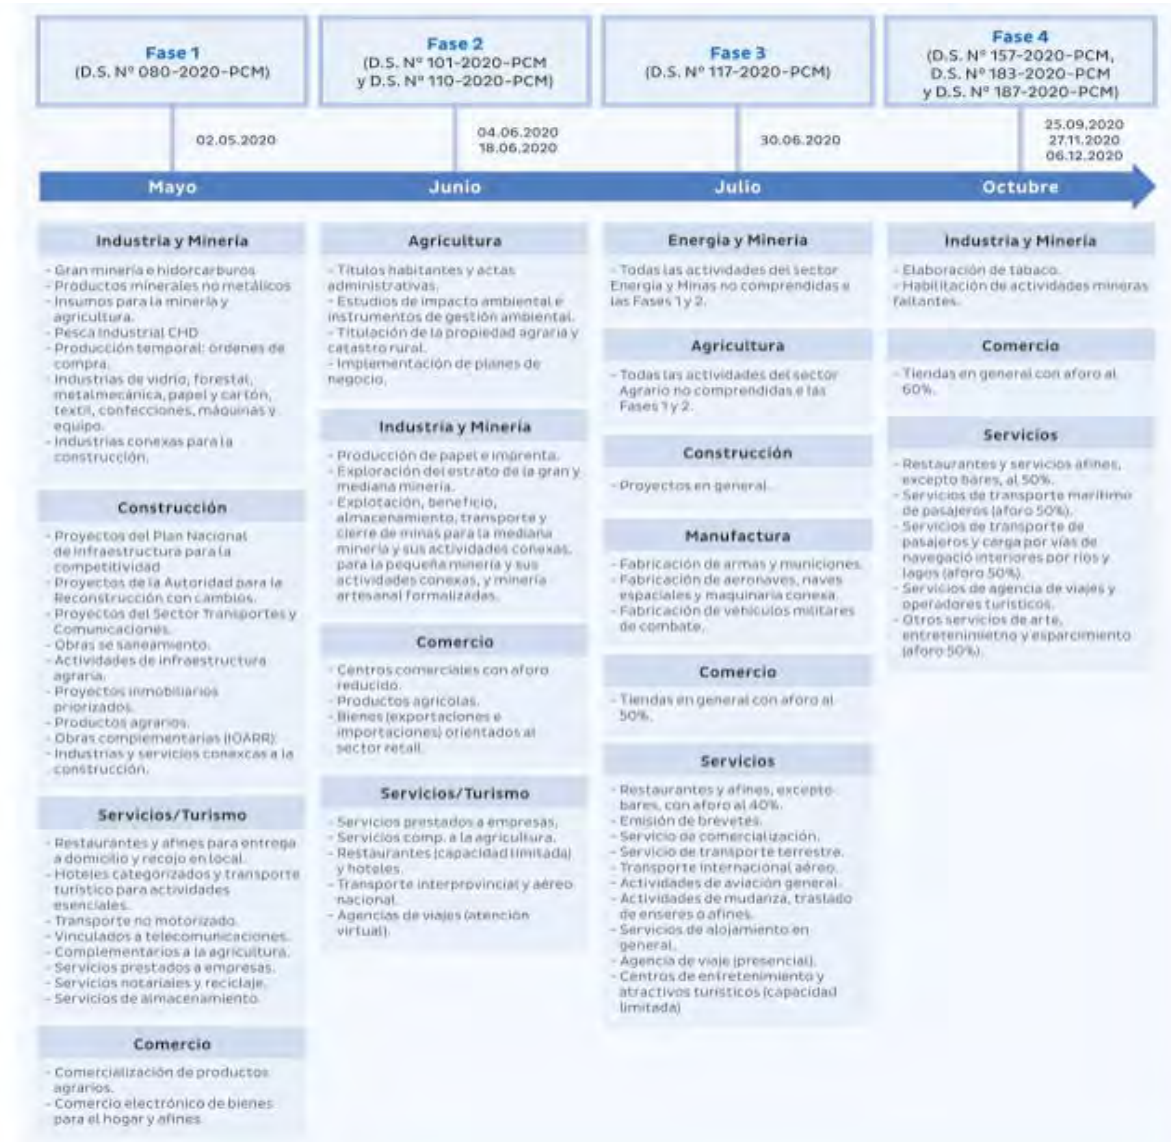 Fase 1
(D.S. Nº 080-2020-PCM)
Fase 2
(D.S. Nº 101-2020-PCM
y D.S. Nº 110-2020-PCM)
Fase 3
(D.S. Nº 117-2020-PCM)
Fase 4
(D.S. Nº 157-2020-PCM,
D.S. Nº 183-2020-PCM
y D.S. Nº 187-2020-PCM)
02.05.2020
04.06.2020
18.06.2020
30.06.2020
25.09.2020
27.11.2020
06.12.2020
Mayo
Junio
Julio
Octubre
Industria y Minería
- Gran minería e hidorcarburos
- Productos minerales no metálicos
- Insumos para la minería y
agricultura.
- Pesca Industrial CHD
- Producción temporal: órdenes de
compra.
- Industrias de vidrio, forestal,
metalmecánica, papel y cartón,
textil, confecciones, máquinas y
equipo.
- Industrias conexas para la
construcción.
Construcción
- Proyectos del Plan Nacional
de Infraestructura para la
competitividad
- Proyectos de la Autoridad para la
Reconstrucción con cambios.
- Proyectos del Sector Transportes y
Comunicaciones.
- Obras se saneamiento.
- Actividades de infraestructura
agraria.
- Proyectos inmobiliarios
priorizados.
- Productos agrarios.
- Obras complementarias (IOARR)
- Industrias y servicios conexcas a la
construcción.
Servicios/Turismo
- Restaurantes y afines para entrega
a domicilio y recojo en local.
- Hoteles categorizados y transporte
turístico para actividades
esenciales.
- Transporte no motorizado.
- Vinculados a telecomunicaciones.
- Complementarios a la agricultura.
- Servicios prestados a empresas.
- Servicios notariales y reciclaje.
- Servicios de almacenamiento.
Comercio
- Comercialización de productos
agrarios.
- Comercio electrónico de bienes
para el hogar y afines
Agricultura
- Títulos habitantes y actas
administrativas.
- Estudios de impacto ambiental e
instrumentos de gestión ambiental.
- Titulación de la propiedad agraria y
catastro rural.
- Implementación de planes de
negocio.
Industria y Minería
- Producción de papel e imprenta.
- Exploración del estrato de la gran y
mediana minería.
- Explotación, beneficio,
almacenamiento, transporte y
cierre de minas para la mediana
minería y sus actividades conexas,
para la pequeña minería y sus
actividades conexas, y minería
artesanal formalizadas.
Comercio
- Centros comerciales con aforo
reducido.
- Productos agrícolas.
- Bienes (exportaciones e
importaciones) orientados al
sector retail.
Servicios/Turismo
- Servicios prestados a empresas.
- Servicios comp. a la agricultura.
- Restaurantes (capacidad limitada)
y hoteles.
- Transporte interprovincial y aéreo
nacional.
- Agencias de viajes (atención
virtual).
Energía y Minería
- Todas las actividades del sector
Energía y Minas no comprendidas e
las Fases 1 y 2.
Agricultura
- Todas las actividades del sector
Agrario no comprendidas e las
Fases 1 y 2.
Construcción
- Proyectos en general.
Manufactura
- Fabricación de armas y municiones.
- Fabricación de aeronaves, naves
espaciales y maquinaria conexa.
- Fabricación de vehículos militares
de combate.
Comercio
- Tiendas en general con aforo al
50%.
Servicios
- Restaurantes y afines, excepto
bares, con aforo al 40%.
- Emisión de brevetes.
- Servicio de comercialización.
- Servicio de transporte terrestre.
- Transporte internacional aéreo.
- Actividades de aviación general.
- Actividades de mudanza, traslado
de enseres o afines.
- Servicios de alojamiento en
general.
- Agencia de viaje (presencial).
- Centros de entretenimiento y
atractivos turísticos (capacidad
limitada)
Industria y Minería
- Elaboración de tabaco.
- Habilitación de actividades mineras
faltantes.
Comercio
- Tiendas en general con aforo al
60%.
Servicios
- Restaurantes y servicios afines,
excepto bares, al 50%.
- Servicios de transporte marítimo
de pasajeros (aforo 50%).
- Servicios de transporte de
pasajeros y carga por vías de
navegació interiores por ríos y
lagos (aforo 50%).
- Servicios de agencia de viajes y
operadores turísticos.
- Otros servicios de arte,
entretenimietno y esparcimiento
(aforo 50%).